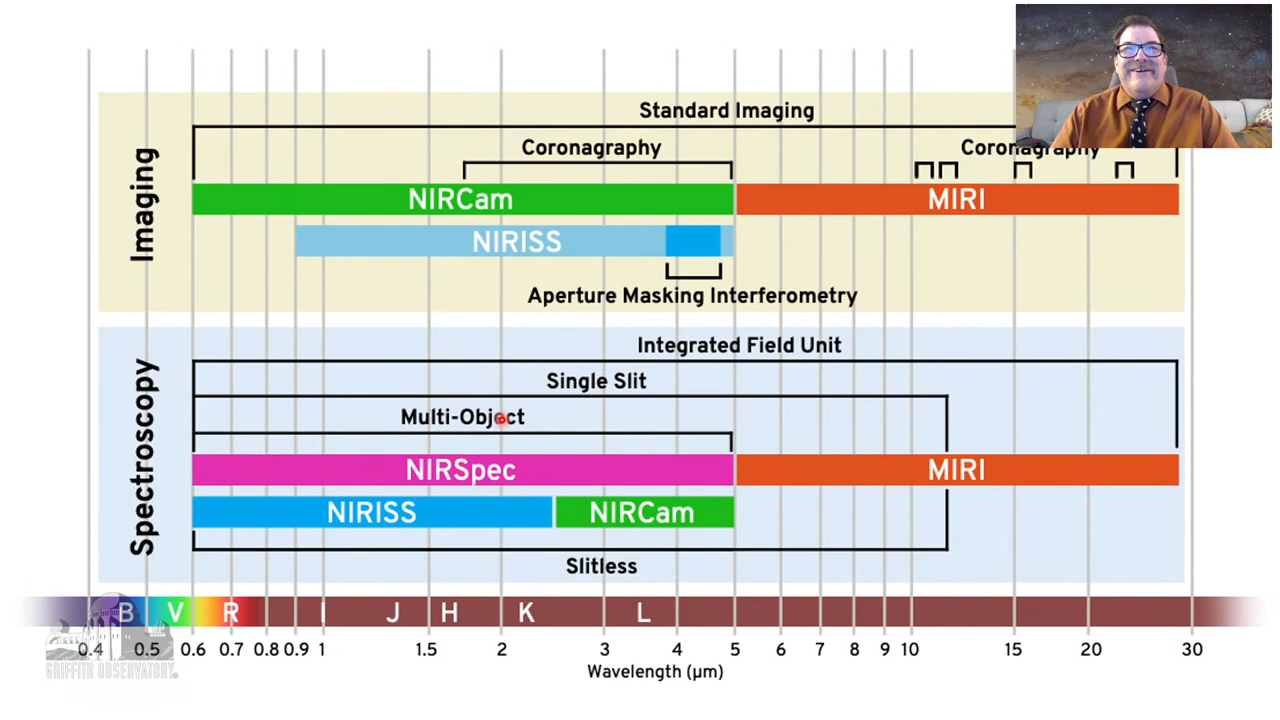 Standard Imaging
Coronagraphy
Coronagraphy
Imaging
NIRCam
MIRI
NIRISS
Aperture Masking Interferometry
Integrated Field Unit
Single Slit
Multi-Object
Spectroscopy
NIRSpec
MIRI
NIRISS
NIRCam
Slitless
B V R I J H K L
0.4 0.5 0.6 0.7 0.8 0.9 1 1.5 2 3 4 5 6 7 8 9 10 15 20 30
Wavelength (μm)
GRIFFITH OBSERVATORY